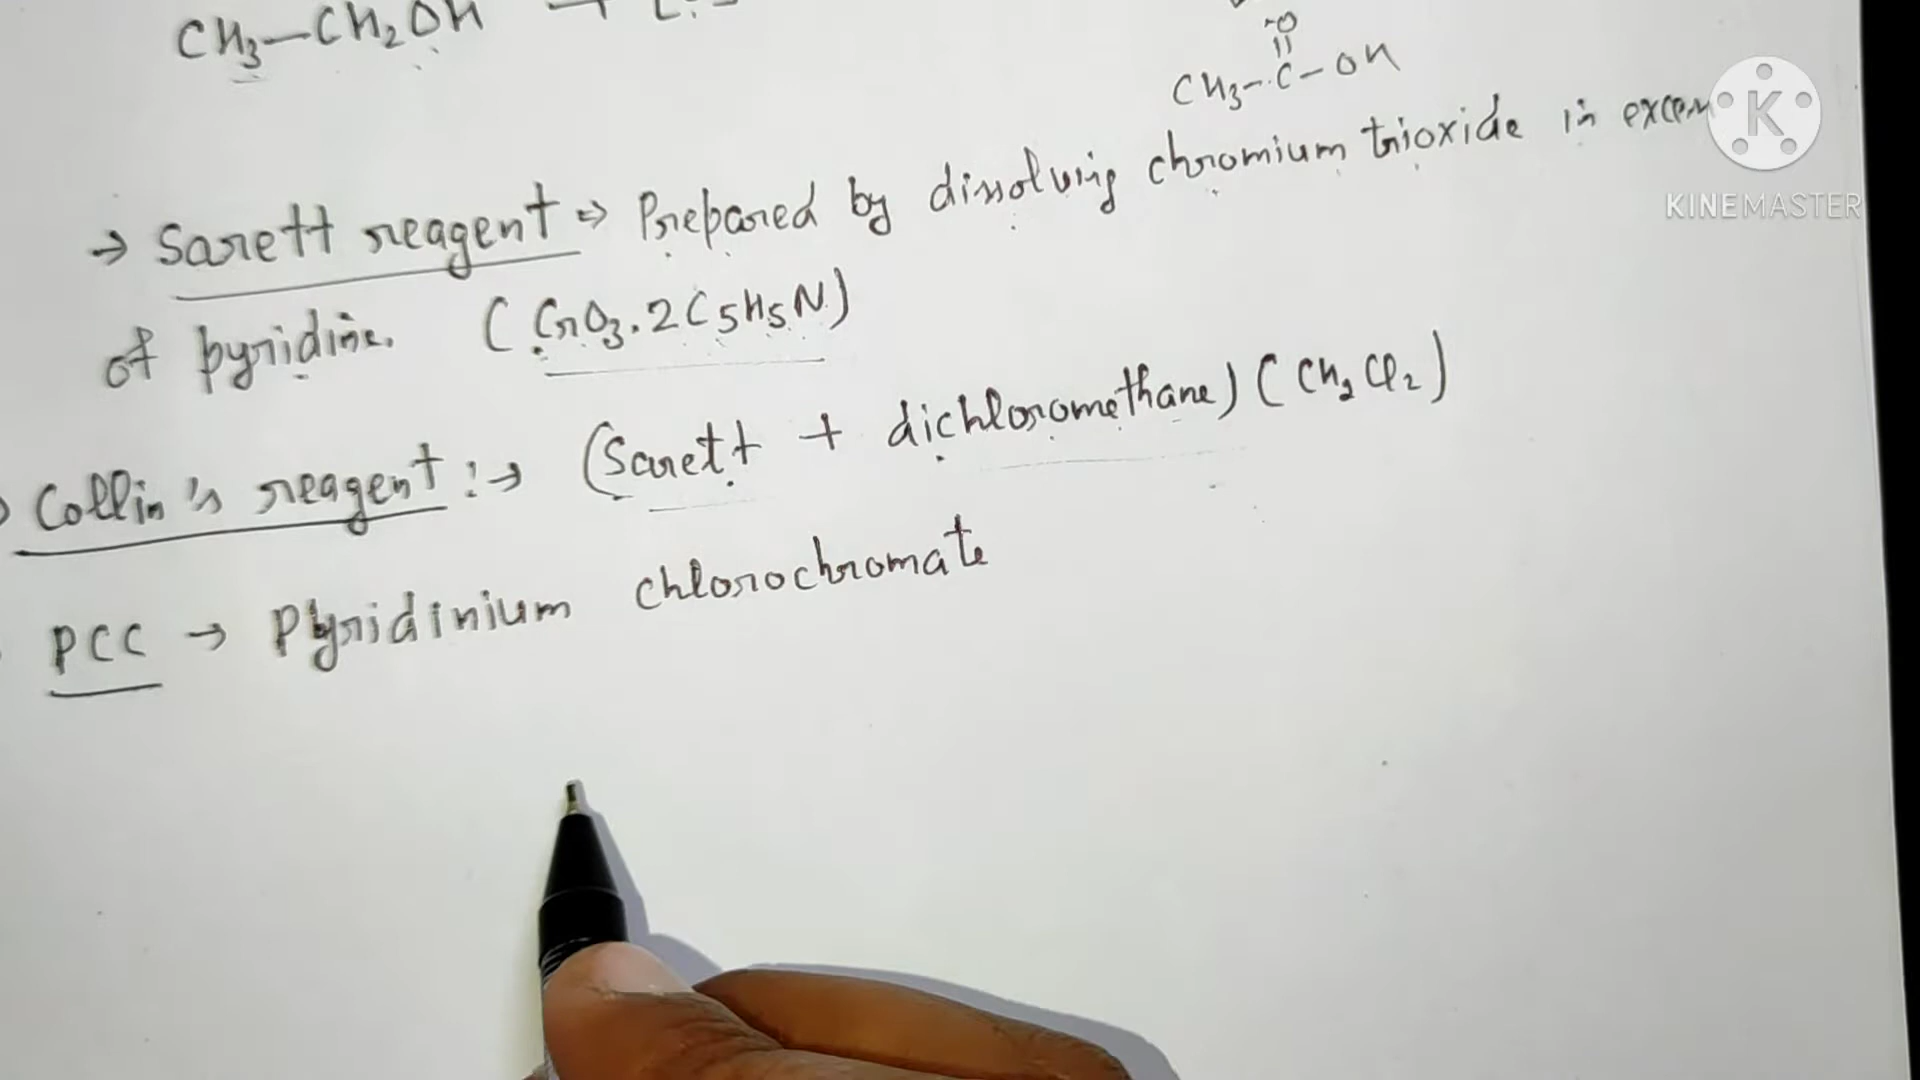 CH3-CH2OH +
O
CH3-C-OH
→ Sarett reagent ⇒ Prepared by dissolving chromium trioxide in excess
of pyridine. (CrO3.2C5H5N)
Collin's reagent :→ (Sarett + dichloromethane) (CH2Cl2)
PCC → Pyridinium chlorochromate
K
KINEMASTER